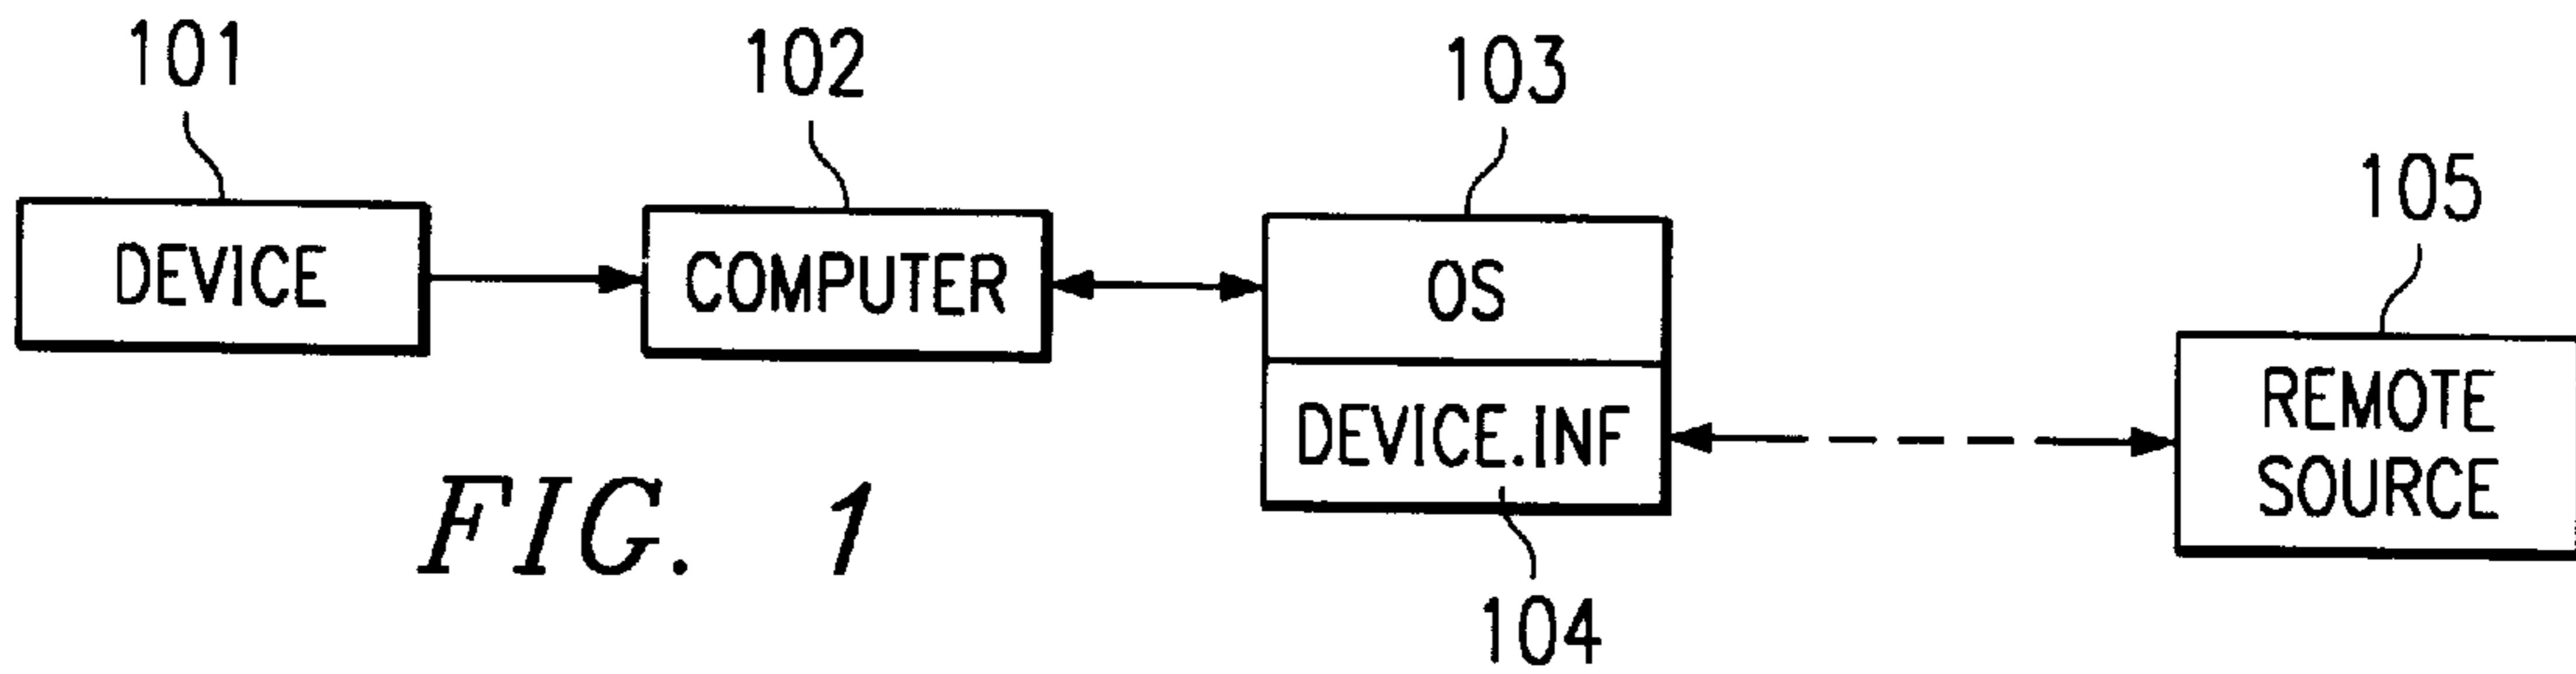 101
102
103
105
DEVICE
COMPUTER
OS
DEVICE.INF
REMOTE
SOURCE
104
FIG. 1